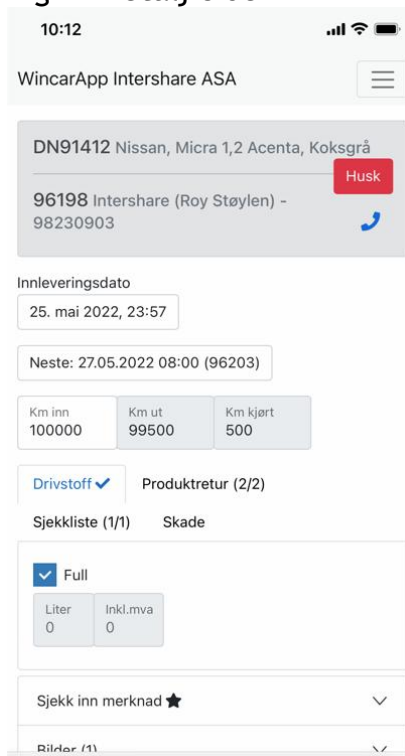 10:12
WincarApp Intershare ASA
DN91412 Nissan, Micra 1,2 Acenta, Koksgrå
Husk
96198 Intershare (Roy Støylen) -
98230903
Innleveringsdato
25. mai 2022, 23:57
Neste: 27.05.2022 08:00 (96203)
Km inn Km ut Km kjørt
100000 99500 500
Drivstoff Produktretur (2/2)
Sjekkliste (1/1) Skade
Full
Liter Inkl.mva
0 0
Sjekk inn merknad
Bilder (1)